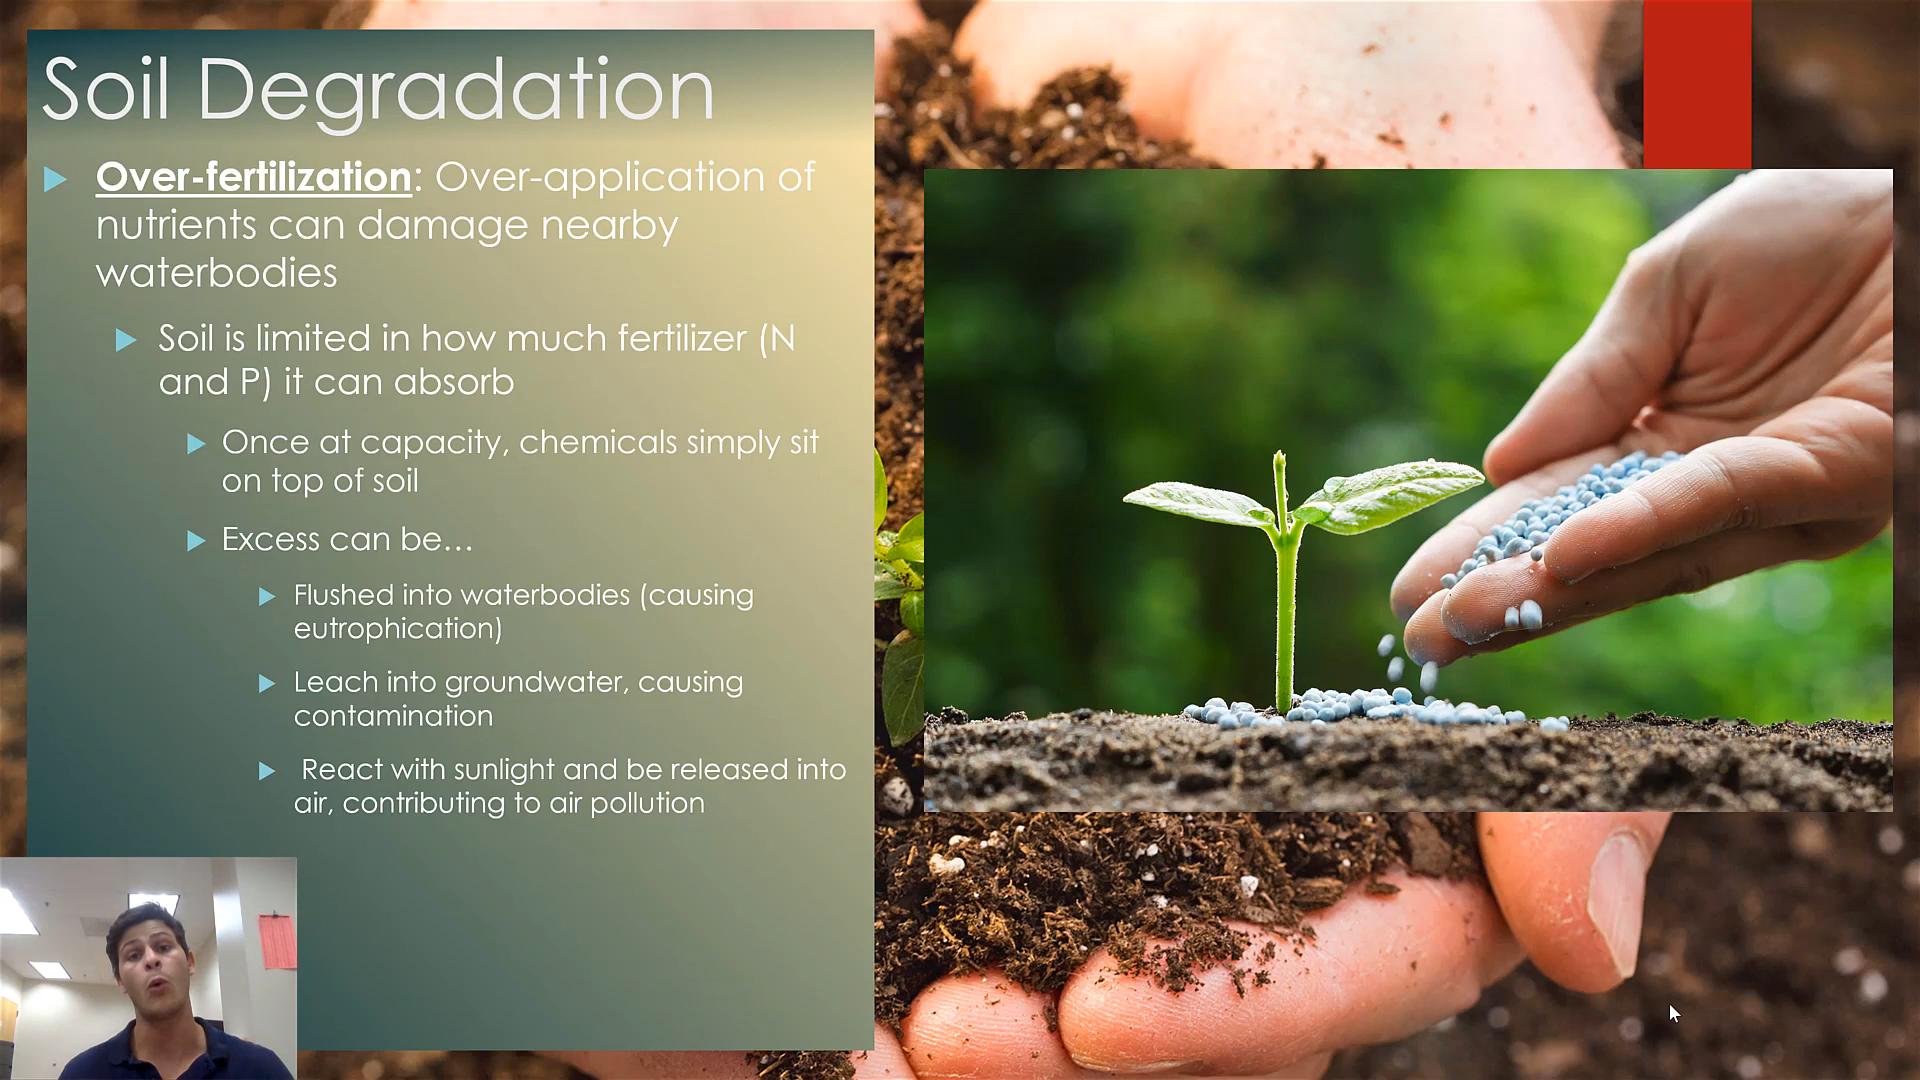 Soil Degradation
Over-fertilization: Over-application of
nutrients can damage nearby
waterbodies
Soil is limited in how much fertilizer (N
and P) it can absorb
Once at capacity, chemicals simply sit
on top of soil
Excess can be...
Flushed into waterbodies (causing
eutrophication)
Leach into groundwater, causing
contamination
React with sunlight and be released into
air, contributing to air pollution